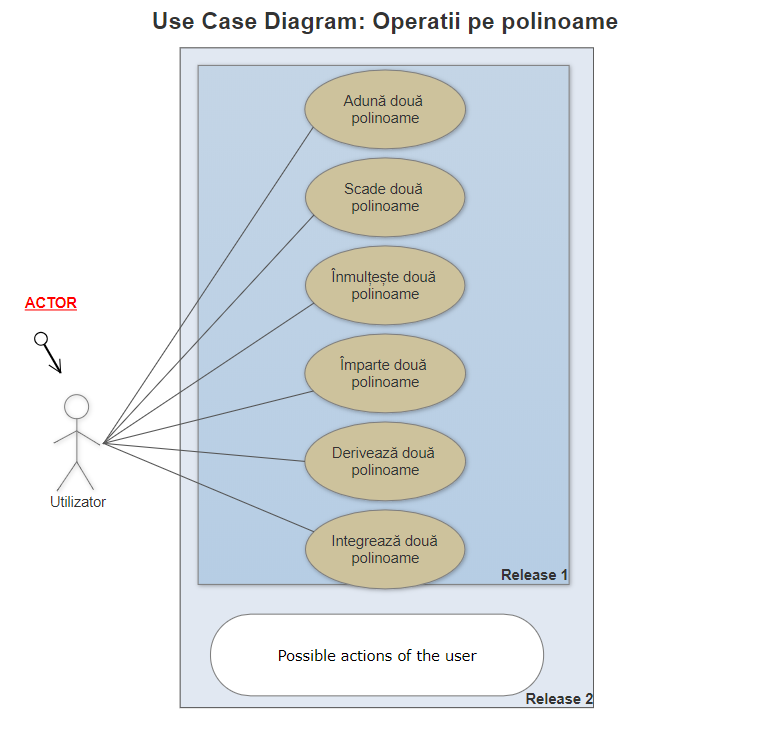 Use Case Diagram: Operatii pe polinoame
Adună două
polinoame
Scade două
polinoame
Înmulțește două
polinoame
ACTOR
Împarte două
polinoame
Derivează două
polinoame
Utilizator
Integrează două
polinoame
Release 1
Possible actions of the user
Release 2